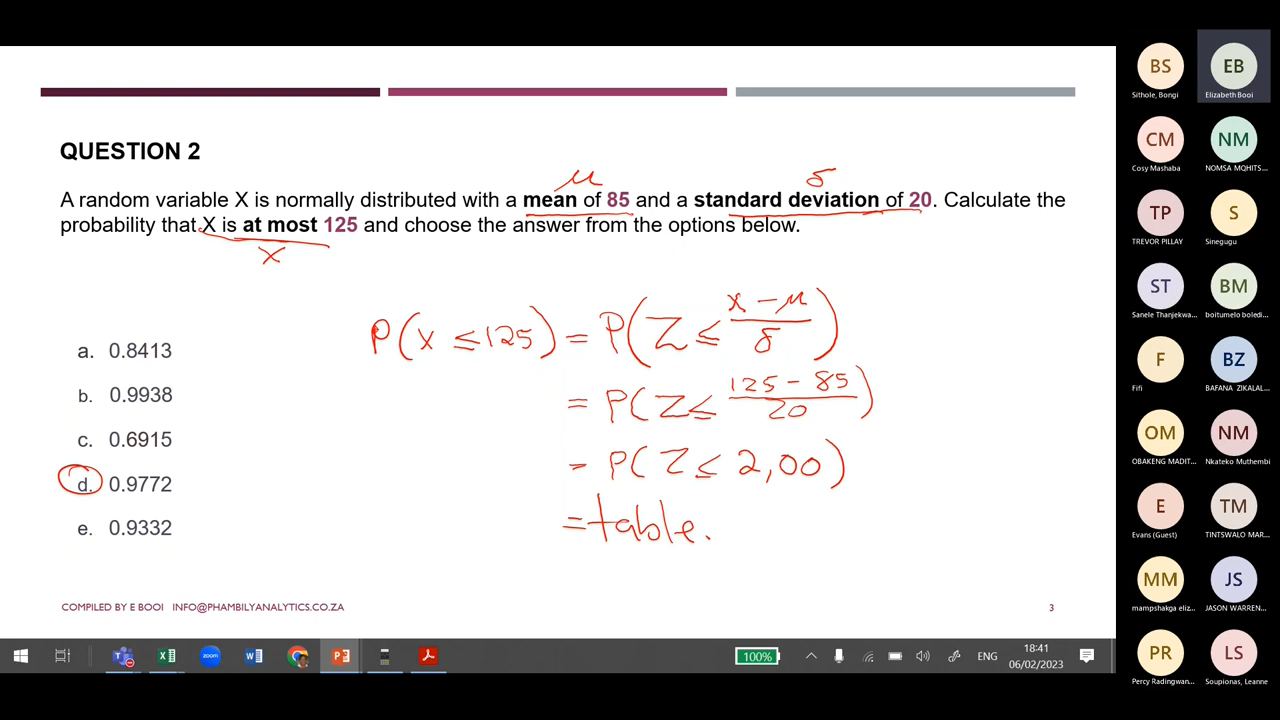 QUESTION 2
μ δ
A random variable X is normally distributed with a mean of 85 and a standard deviation of 20. Calculate the
probability that X is at most 125 and choose the answer from the options below.
x
P(x ≤ 125) = P(Z ≤ (x - μ)/δ)
= P(Z ≤ (125 - 85)/20)
= P(Z ≤ 2,00)
= table.
a. 0.8413
b. 0.9938
c. 0.6915
d. 0.9772
e. 0.9332
COMPILED BY E BOOI INFO@PHAMBILYANALYTICS.CO.ZA
3
BS EB
Sithole, Bongi Elizabeth Booi
CM NM
Cosy Mashaba NOMSA MQHITS...
TP S
TREVOR PILLAY Sinegugu
ST BM
Sanele Thanjekwa... boitumelo boledi...
F BZ
Fifi BAFANA ZIKALAL...
OM NM
OBAKENG MADIT... Nkateko Muthembi
E TM
Evans (Guest) TINTSWALO MAR...
MM JS
mampshakga eliz... JASON WARREN...
PR LS
Percy Radingwan... Soupionas, Leanne
zoom
100%
ENG
18:41
06/02/2023